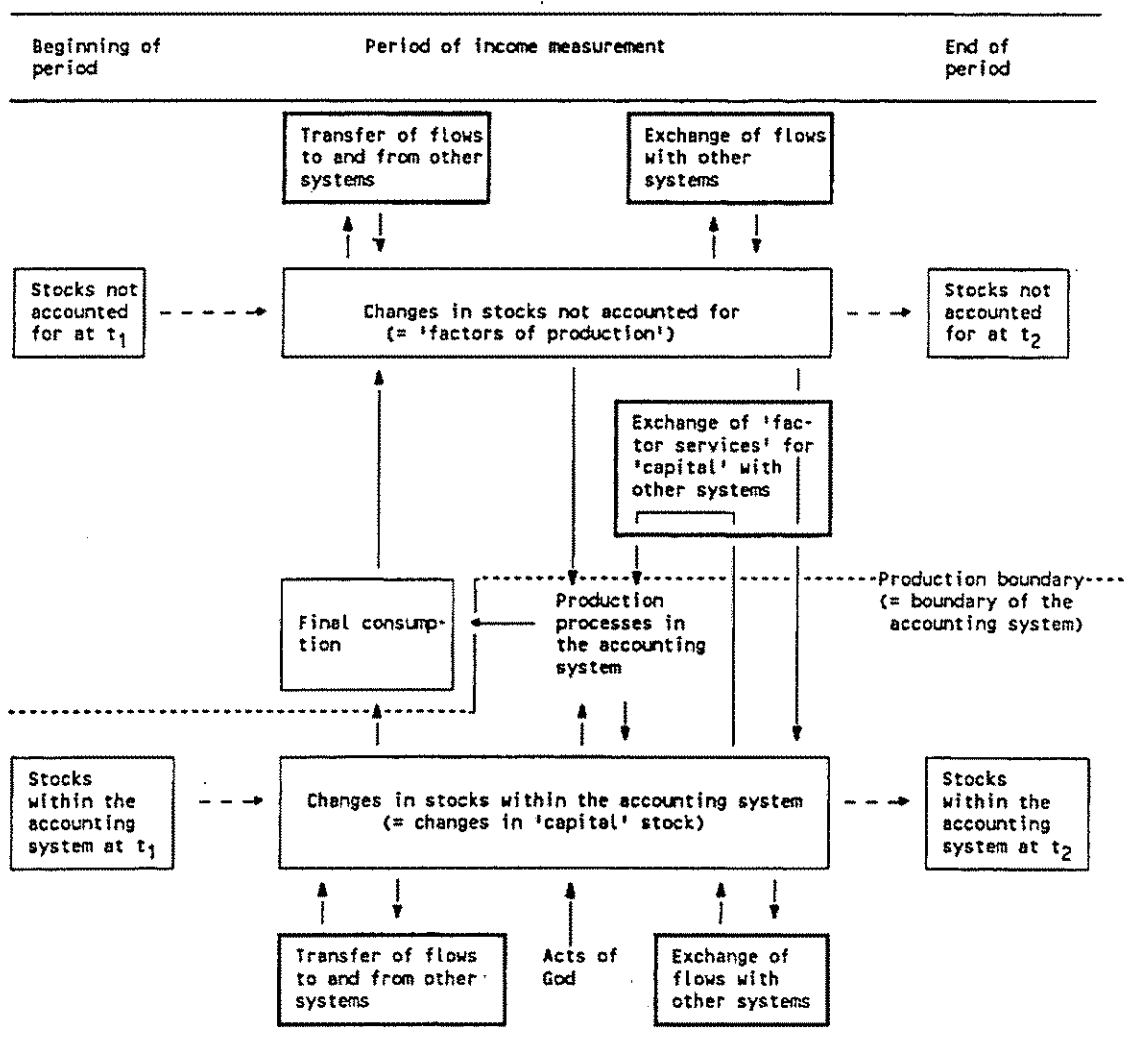 Beginning of
period
Period of income measurement
End of
period
Transfer of flows
to and from other
systems
Exchange of flows
with other
systems
Stocks not
accounted
for at t1
Changes in stocks not accounted for
(= 'factors of production')
Stocks not
accounted
for at t2
Exchange of 'fac-
tor services' for
'capital' with
other systems
Final consump-
tion
Production
processes in
the accounting
system
Production boundary
(= boundary of the
accounting system)
Stocks
within the
accounting
system at t1
Changes in stocks within the accounting system
(= changes in 'capital' stock)
Stocks
within the
accounting
system at t2
Transfer of flows
to and from other
systems
Acts of
God
Exchange of
flows with
other systems